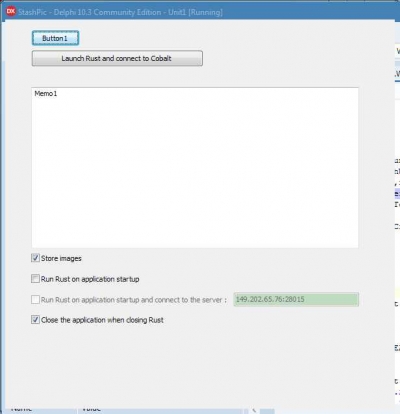 StashPic - Delphi 10.3 Community Edition - Unit1 [Running]
Button1
Launch Rust and connect to Cobalt
Memo1
Store images
Run Rust on application startup
Run Rust on application startup and connect to the server :
149.202.65.76:28015
Close the application when closing Rust
Name
Value